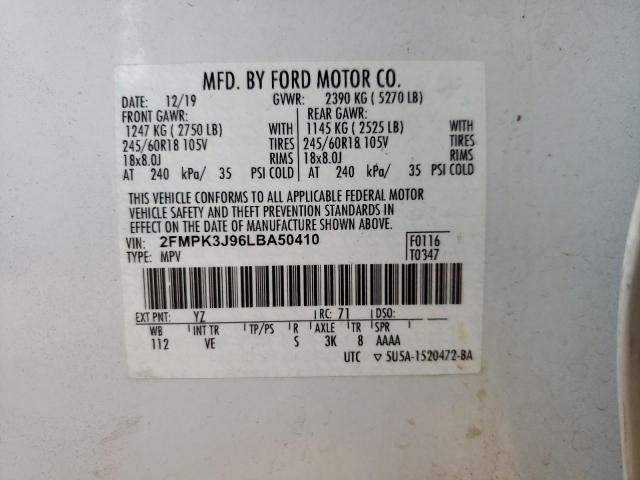 MFD. BY FORD MOTOR CO.
DATE: 12/19 GVWR: 2390 KG ( 5270 LB)
FRONT GAWR: REAR GAWR:
1247 KG ( 2750 LB) WITH 1145 KG ( 2525 LB) WITH
245/60R18 105V TIRES 245/60R18 105V TIRES
18x8.0J RIMS 18x8.0J RIMS
AT 240 kPa/ 35 PSI COLD AT 240 kPa/ 35 PSI COLD
THIS VEHICLE CONFORMS TO ALL APPLICABLE FEDERAL MOTOR
VEHICLE SAFETY AND THEFT PREVENTION STANDARDS IN
EFFECT ON THE DATE OF MANUFACTURE SHOWN ABOVE.
VIN: 2FMPK3J96LBA50410 F0116
TYPE: MPV T0347
EXT PNT: YZ RC: 71 DSO:
WB INT TR TP/PS R AXLE TR SPR
112 VE S 3K 8 AAAA
UTC ▽ 5U5A-1520472-BA